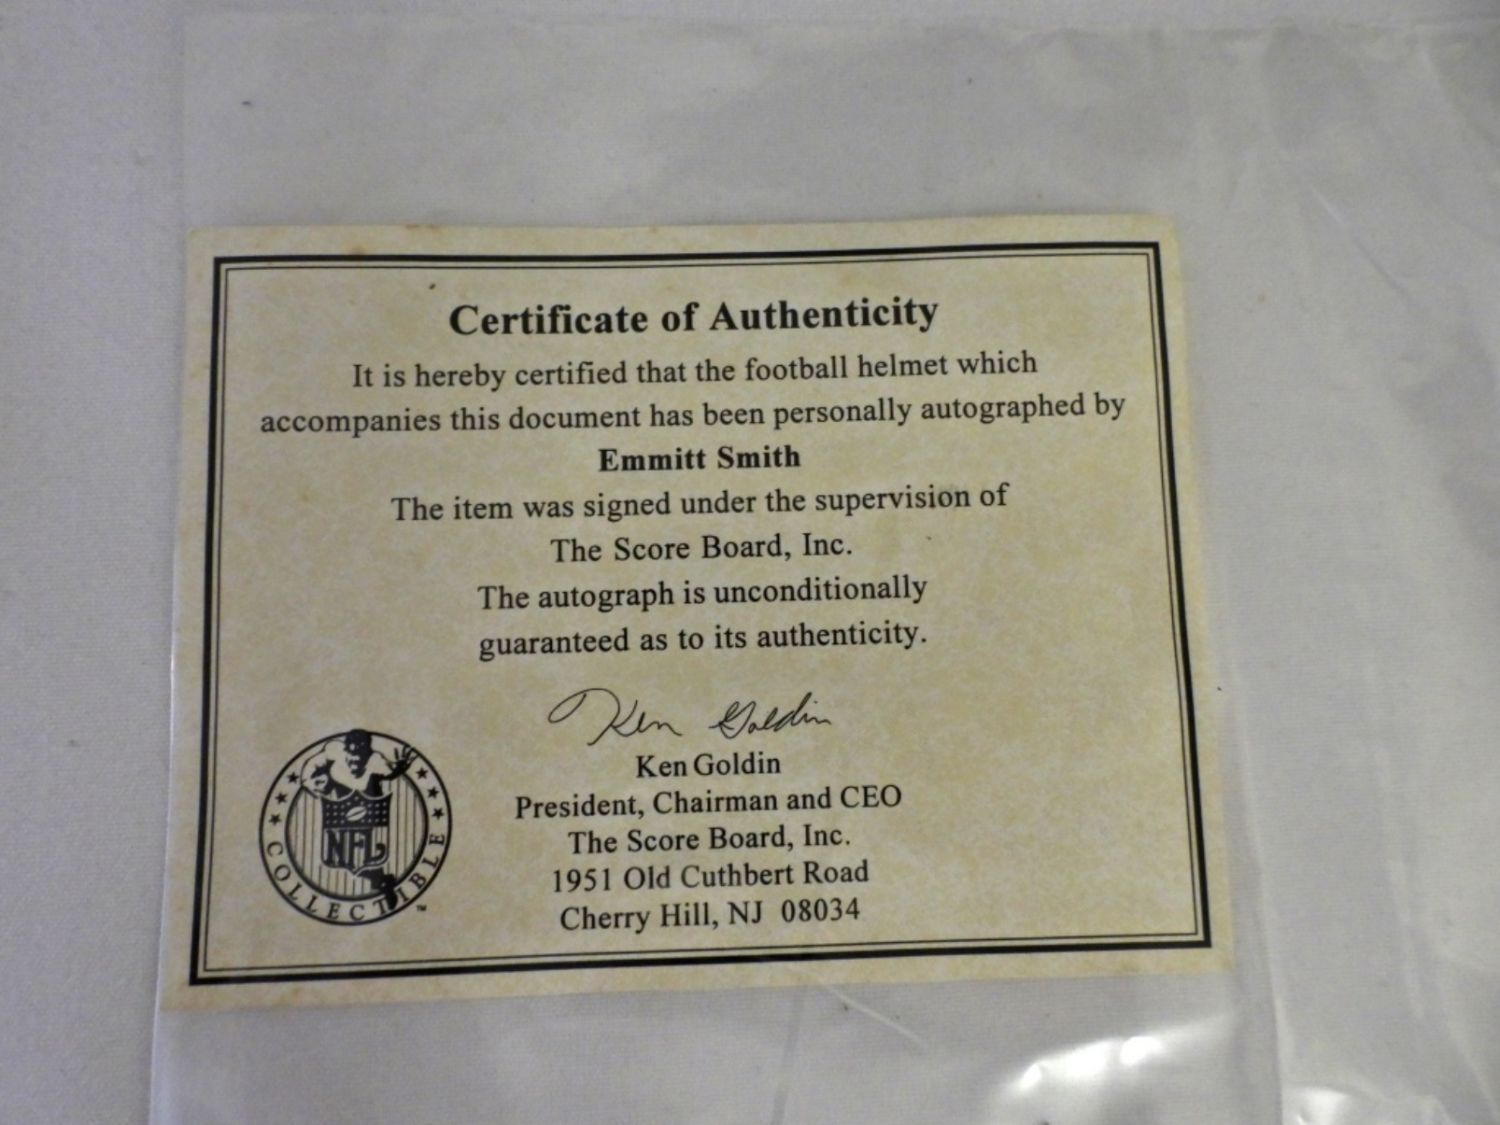 Certificate of Authenticity
It is hereby certified that the football helmet which
accompanies this document has been personally autographed by
Emmitt Smith
The item was signed under the supervision of
The Score Board, Inc.
The autograph is unconditionally
guaranteed as to its authenticity.
Ken Goldin
Ken Goldin
President, Chairman and CEO
The Score Board, Inc.
1951 Old Cuthbert Road
Cherry Hill, NJ 08034
NFL
COLLECTIBLE
TM